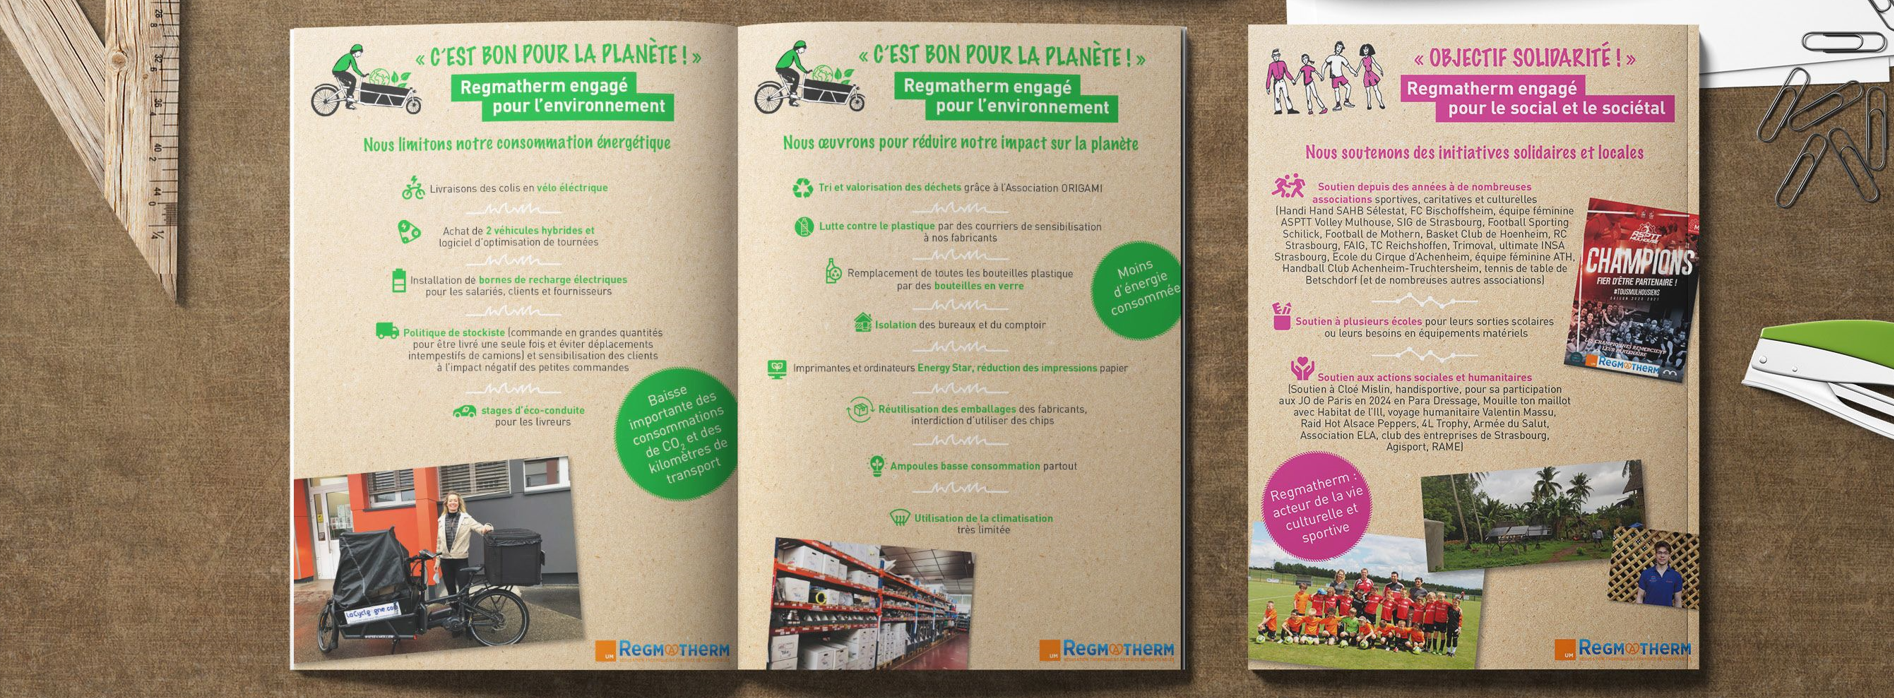 « C'EST BON POUR LA PLANÈTE ! »
Regmatherm engagé
pour l'environnement
Nous limitons notre consommation énergétique
Livraisons des colis en vélo éléctrique
Achat de 2 véhicules hybrides et
logiciel d'optimisation de tournées
Installation de bornes de recharge électriques
pour les salariés, clients et fournisseurs
Politique de stockiste (commande en grandes quantités
pour être livré une seule fois et éviter déplacements
intempestifs de camions) et sensibilisation des clients
à l'impact négatif des petites commandes
stages d'éco-conduite
pour les livreurs
Baisse
importante des
consommations
de CO2 et des
kilomètres de
transport
UM REGMATHERM
« C'EST BON POUR LA PLANÈTE ! »
Regmatherm engagé
pour l'environnement
Nous œuvrons pour réduire notre impact sur la planète
Tri et valorisation des déchets grâce à l'Association ORIGAMI
Lutte contre le plastique par des courriers de sensibilisation
à nos fabricants
Remplacement de toutes les bouteilles plastique
par des bouteilles en verre
Moins
d'énergie
consommée
Isolation des bureaux et du comptoir
Imprimantes et ordinateurs Energy Star, réduction des impressions papier
Réutilisation des emballages des fabricants,
interdiction d'utiliser des chips
Ampoules basse consommation partout
Utilisation de la climatisation
très limitée
UM REGMATHERM
« OBJECTIF SOLIDARITÉ ! »
Regmatherm engagé
pour le social et le sociétal
Nous soutenons des initiatives solidaires et locales
Soutien depuis des années à de nombreuses
associations sportives, caritatives et culturelles
(Handi Hand SAHB Sélestat, FC Bischoffsheim, équipe féminine
ASPTT Volley Mulhouse, SIG de Strasbourg, Football Sporting
Schilick, Football de Mothern, Basket Club de Hoenheim, RC
Strasbourg, FAIG, TC Reichshoffen, Trimoval, ultimate INSA
Strasbourg, École du Cirque d'Achenheim, équipe féminine ATH,
Handball Club Achenheim-Truchtersheim, tennis de table de
Betschdorf (et de nombreuses autres associations)
ASPTT
MULHOUSE
CHAMPIONS
FIER D'ÊTRE PARTENAIRE !
#TOUSMULHOUSIENS
SAISON 2020-2021
REGMATHERM
Soutien à plusieurs écoles pour leurs sorties scolaires
ou leurs besoins en équipements matériels
Soutien aux actions sociales et humanitaires
(Soutien à Cloé Mislin, handisportive, pour sa participation
aux JO de Paris en 2024 en Para Dressage, Mouille ton maillot
avec Habitat de l'Ill, voyage humanitaire Valentin Massu,
Raid Hot Alsace Peppers, 4L Trophy, Armée du Salut,
Association ELA, club des entreprises de Strasbourg,
Agisport, RAME)
Regmatherm :
acteur de la vie
culturelle et
sportive
UM REGMATHERM